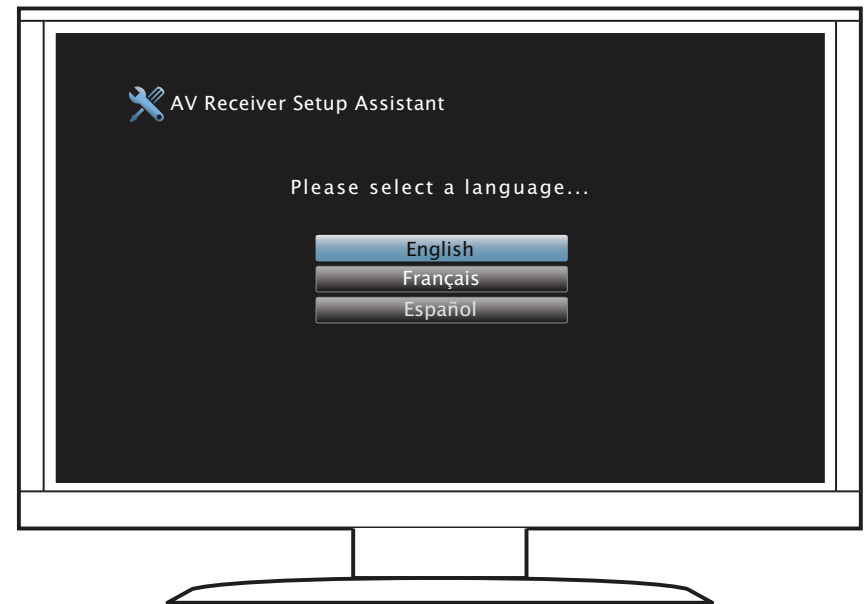 AV Receiver Setup Assistant
Please select a language...
English
Français
Español